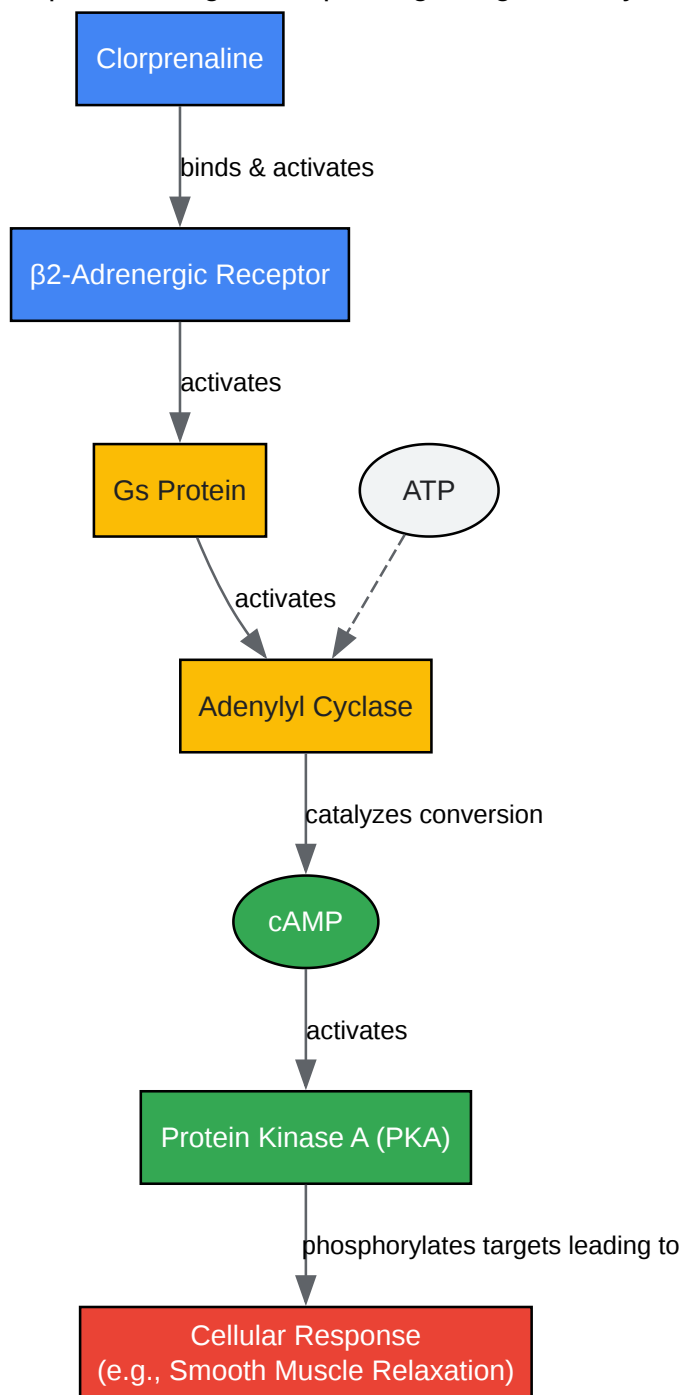 Clorprenaline
binds & activates
β2-Adrenergic Receptor
activates
Gs Protein
ATP
activates
Adenylyl Cyclase
catalyzes conversion
cAMP
activates
Protein Kinase A (PKA)
phosphorylates targets leading to
Cellular Response
(e.g., Smooth Muscle Relaxation)